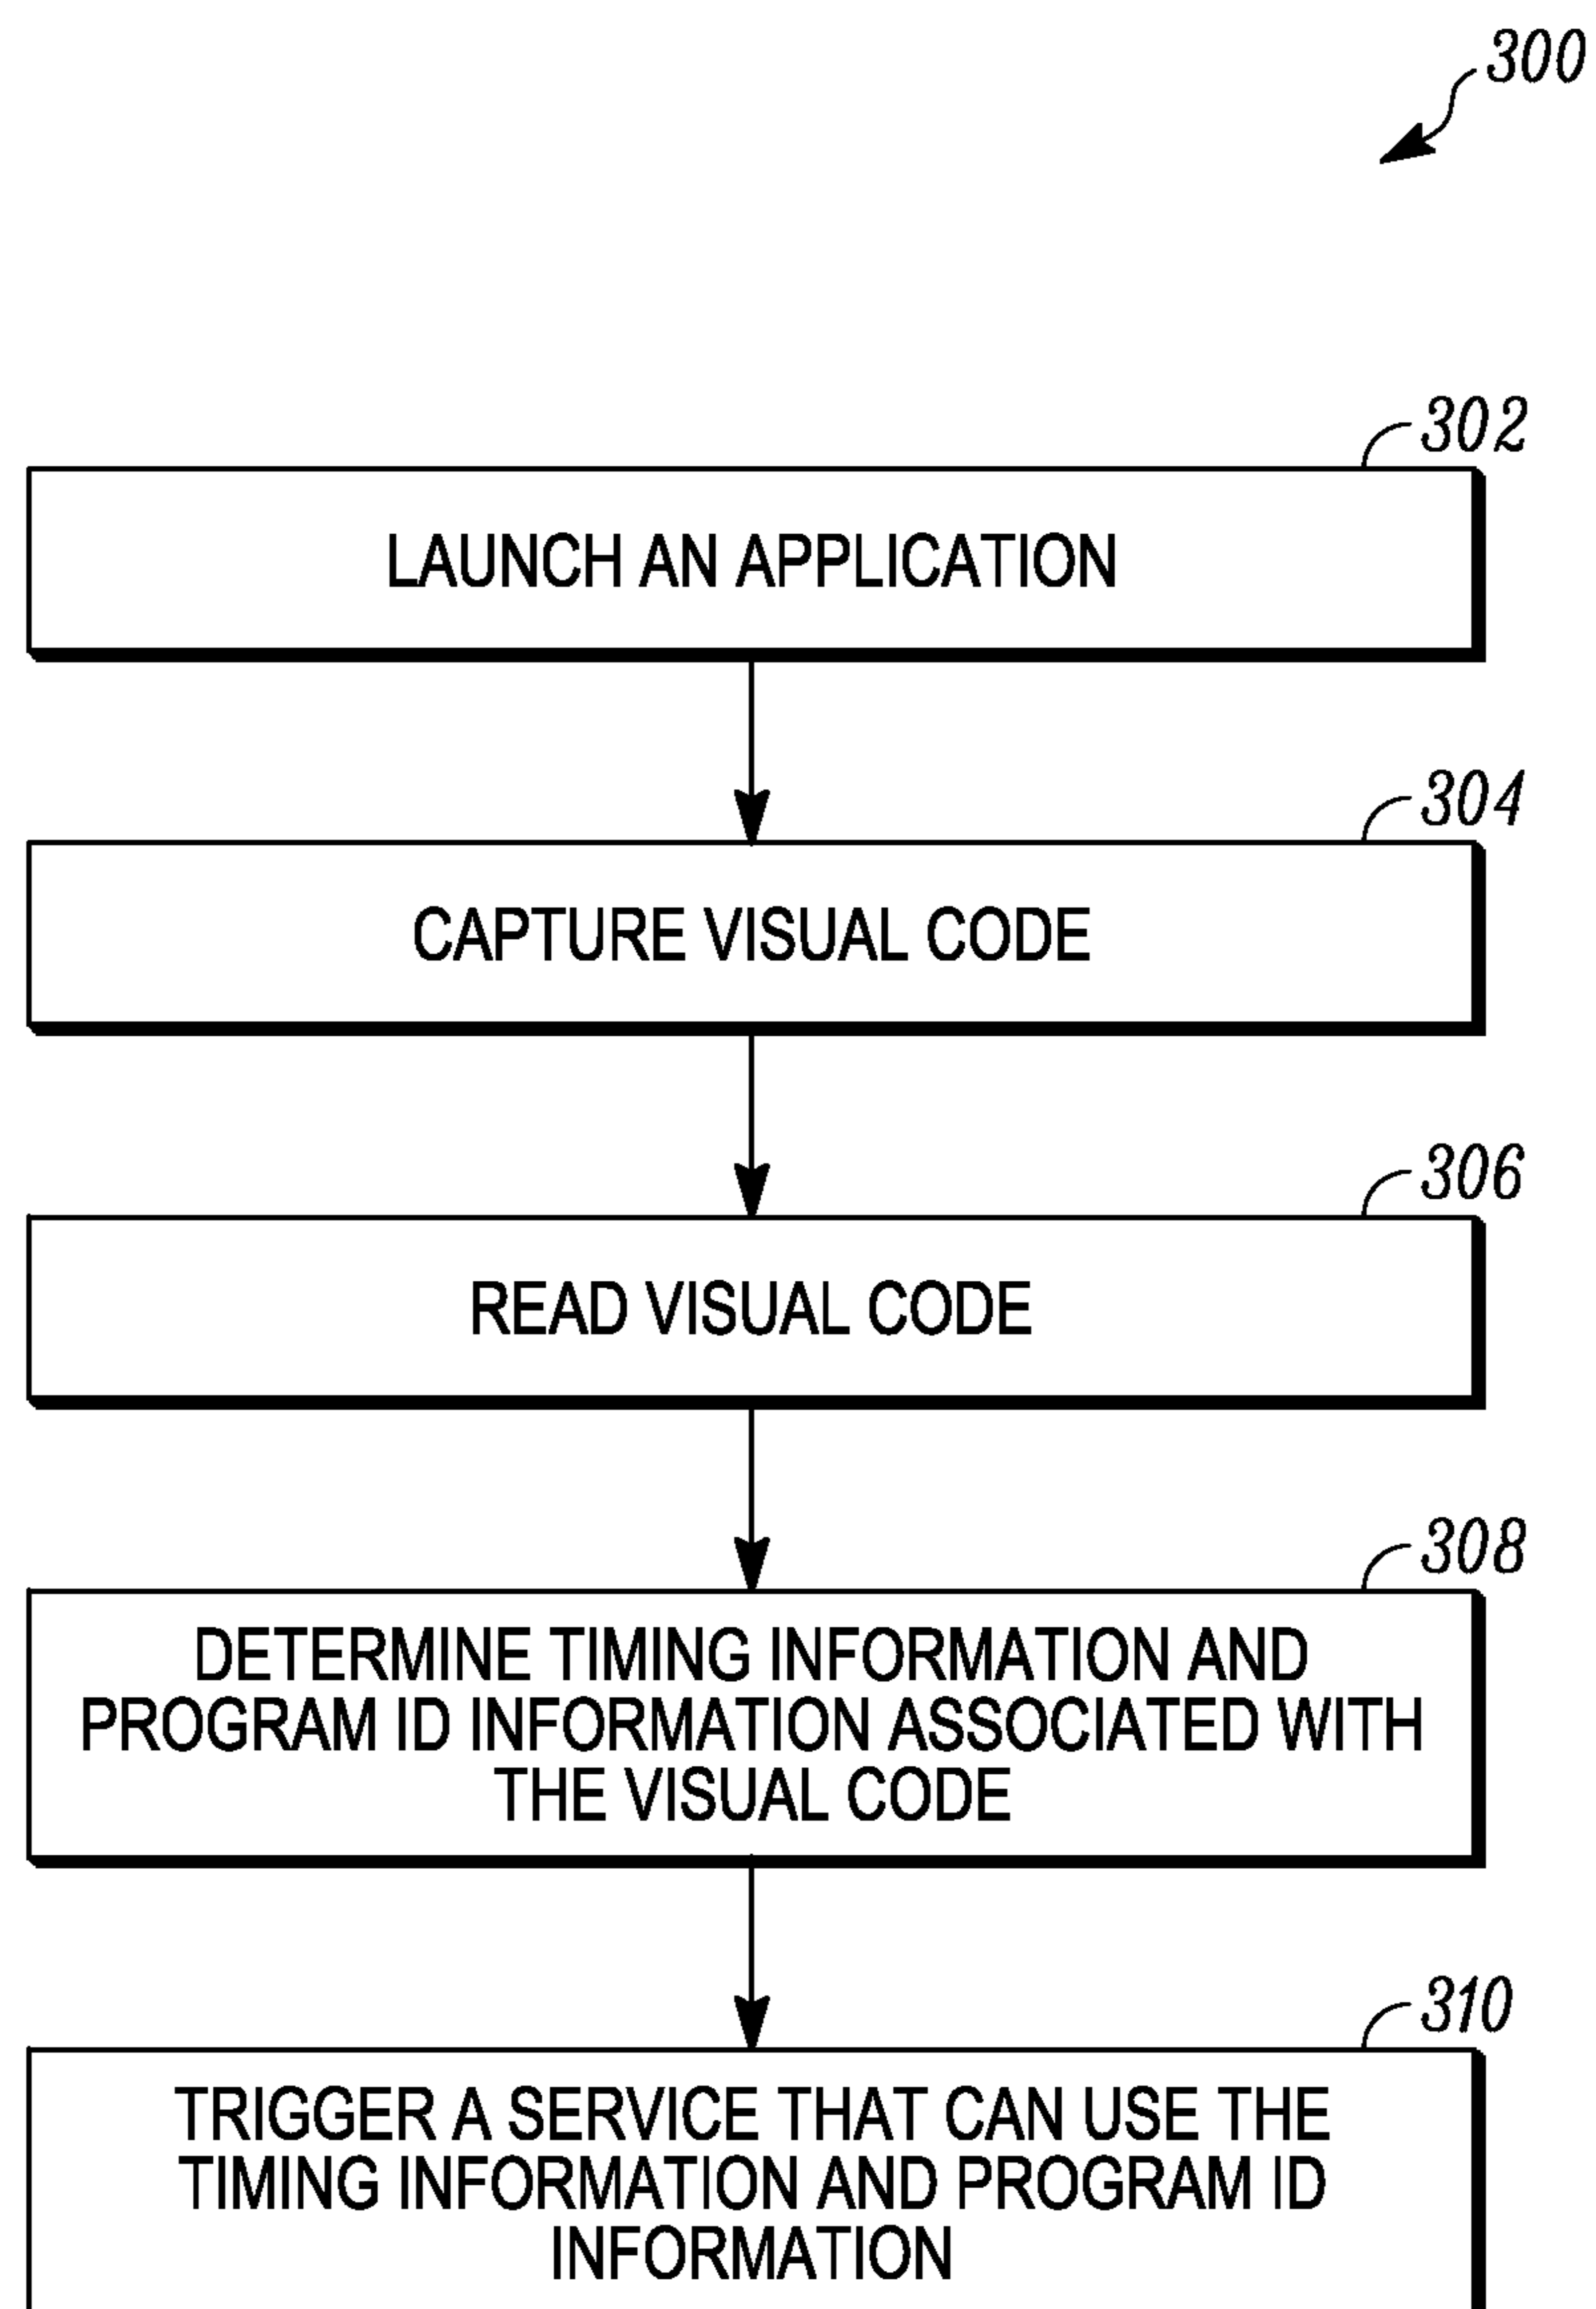 300
302
LAUNCH AN APPLICATION
304
CAPTURE VISUAL CODE
306
READ VISUAL CODE
308
DETERMINE TIMING INFORMATION AND
PROGRAM ID INFORMATION ASSOCIATED WITH
THE VISUAL CODE
310
TRIGGER A SERVICE THAT CAN USE THE
TIMING INFORMATION AND PROGRAM ID
INFORMATION